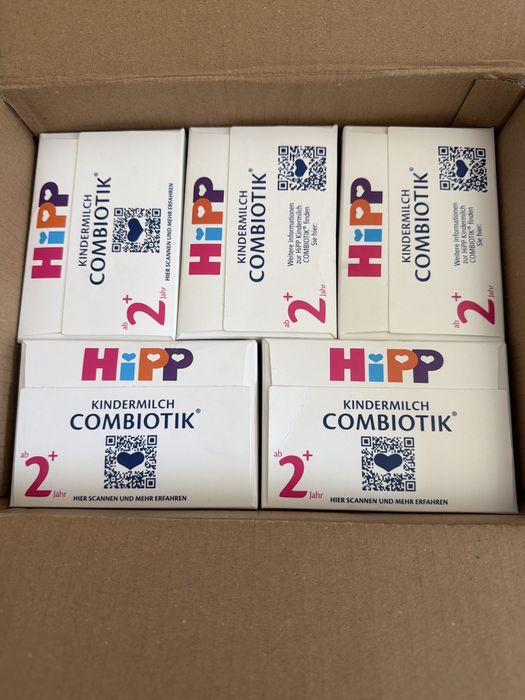 HiPP
KINDERMILCH
COMBIOTIK®
HIER SCANNEN UND MEHR ERFAHREN
ab
2+
Jahr
HiPP
KINDERMILCH
COMBIOTIK®
Weitere Informationen
zur HiPP Kindermilch
COMBIOTIK® finden
Sie hier:
ab
2+
Jahr
HiPP
KINDERMILCH
COMBIOTIK®
Weitere Informationen
zur HiPP Kindermilch
COMBIOTIK® finden
Sie hier:
ab
2+
Jahr
HiPP
KINDERMILCH
COMBIOTIK®
ab
2+
Jahr
HIER SCANNEN UND MEHR ERFAHREN
HiPP
KINDERMILCH
COMBIOTIK®
ab
2+
Jahr
HIER SCANNEN UND MEHR ERFAHREN